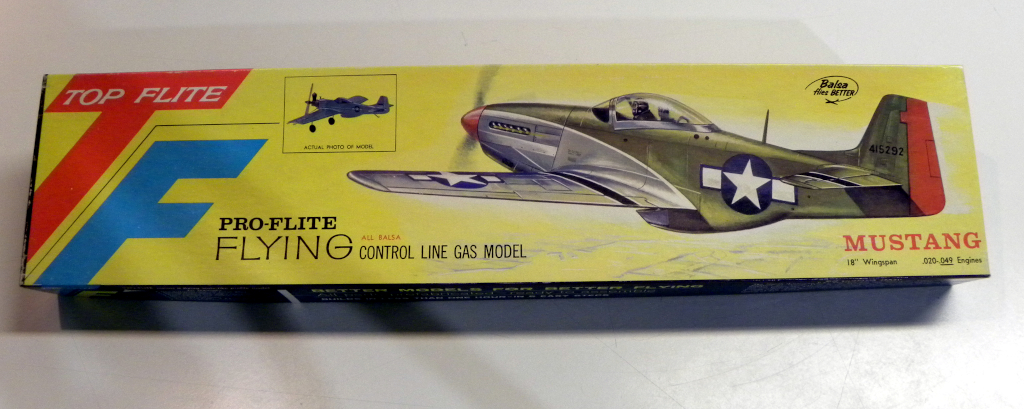 TOP FLITE
TF
ACTUAL PHOTO OF MODEL
Balsa
flies BETTER
415292
PRO-FLITE
FLYING
ALL BALSA
CONTROL LINE GAS MODEL
MUSTANG
18" Wingspan .020-.049 Engines
BETTER MODELS FOR BETTER FLYING